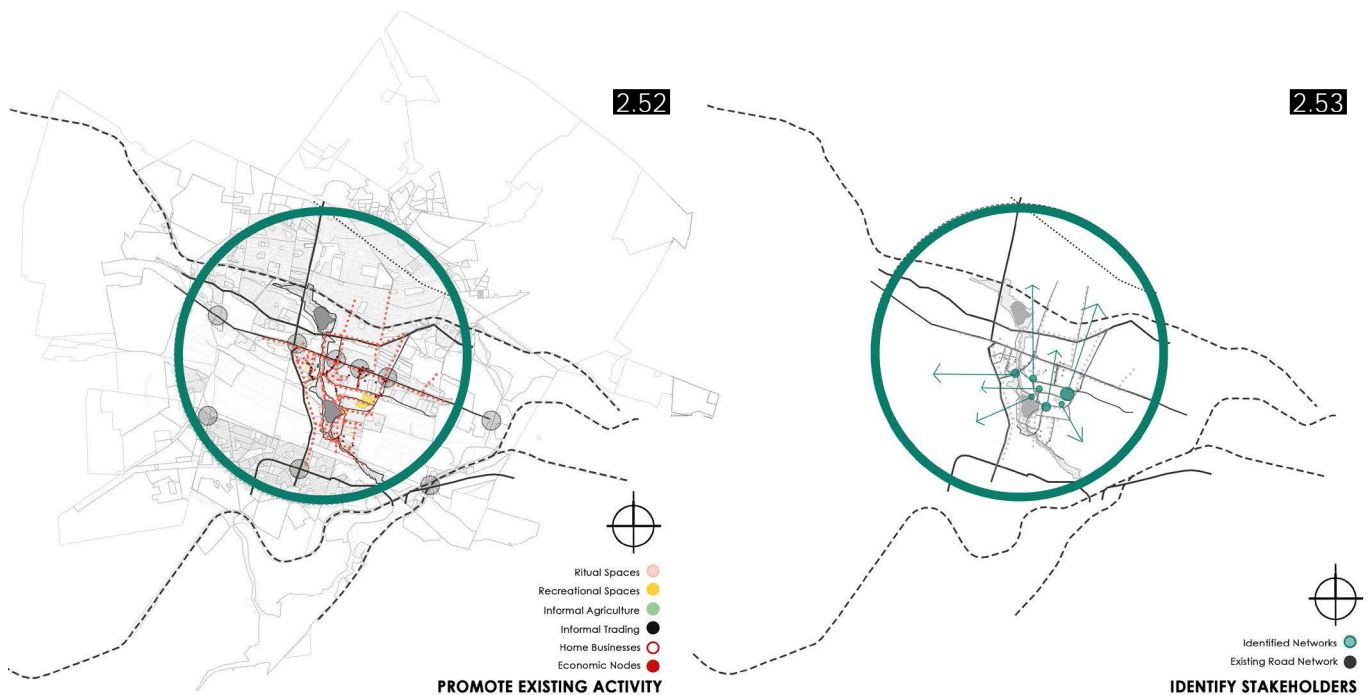 2.52
Ritual Spaces
Recreational Spaces
Informal Agriculture
Informal Trading
Home Businesses
Economic Nodes
PROMOTE EXISTING ACTIVITY
2.53
Identified Networks
Existing Road Network
IDENTIFY STAKEHOLDERS